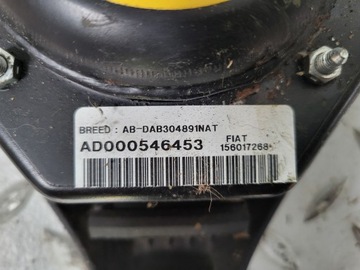 BREED : AB-DAB304891NAT
AD000546453 FIAT
156017268*